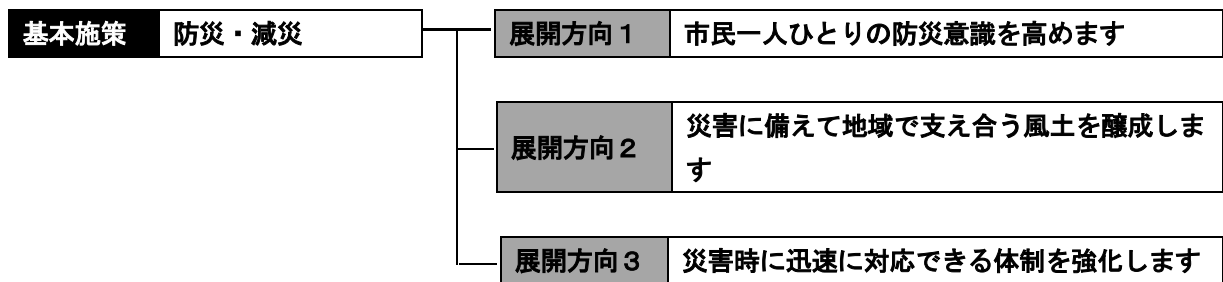 基本施策 防災・減災
展開方向１ 市民一人ひとりの防災意識を高めます
展開方向２ 災害に備えて地域で支え合う風土を醸成しま
す
展開方向３ 災害時に迅速に対応できる体制を強化します